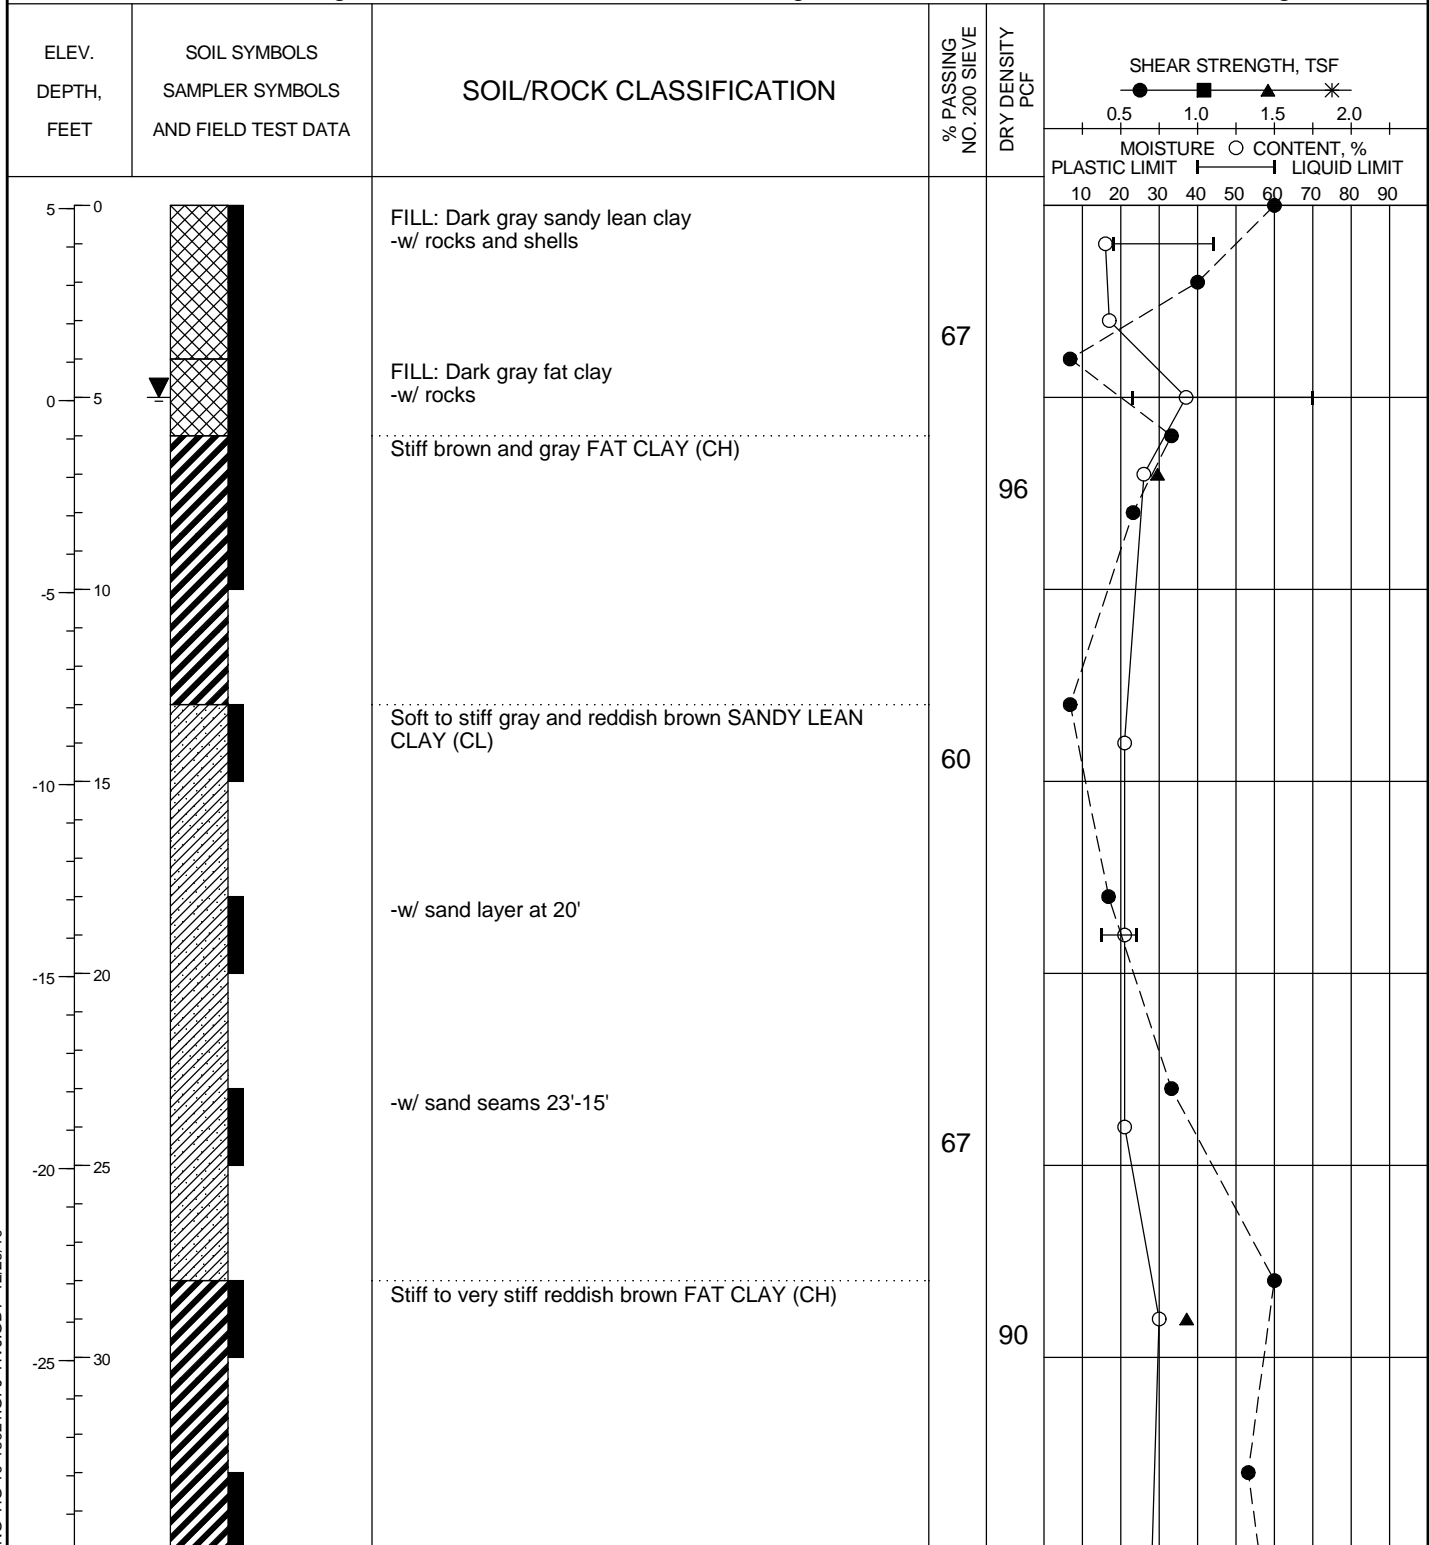 ELEV.
DEPTH,
FEET
SOIL SYMBOLS
SAMPLER SYMBOLS
AND FIELD TEST DATA
SOIL/ROCK CLASSIFICATION
% PASSING
NO. 200 SIEVE
DRY DENSITY
PCF
SHEAR STRENGTH, TSF
0.5 1.0 1.5 2.0
MOISTURE CONTENT, %
PLASTIC LIMIT LIQUID LIMIT
10 20 30 40 50 60 70 80 90
5 0
FILL: Dark gray sandy lean clay
-w/ rocks and shells
67
FILL: Dark gray fat clay
-w/ rocks
0 5
Stiff brown and gray FAT CLAY (CH)
96
-5 10
Soft to stiff gray and reddish brown SANDY LEAN
CLAY (CL)
60
-10 15
-w/ sand layer at 20'
-15 20
-w/ sand seams 23'-15'
67
-20 25
Stiff to very stiff reddish brown FAT CLAY (CH)
90
-25 30